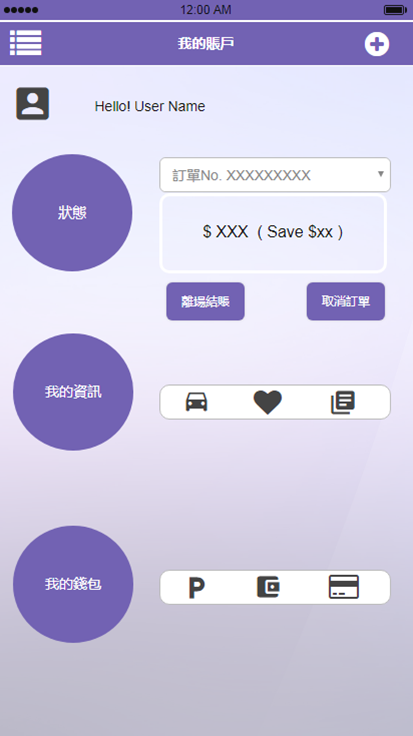 12:00 AM
我的賬戶
Hello! User Name
狀態
訂單No. XXXXXXXXX
$ XXX ( Save $xx )
離場結賬
取消訂單
我的資訊
我的錢包
P